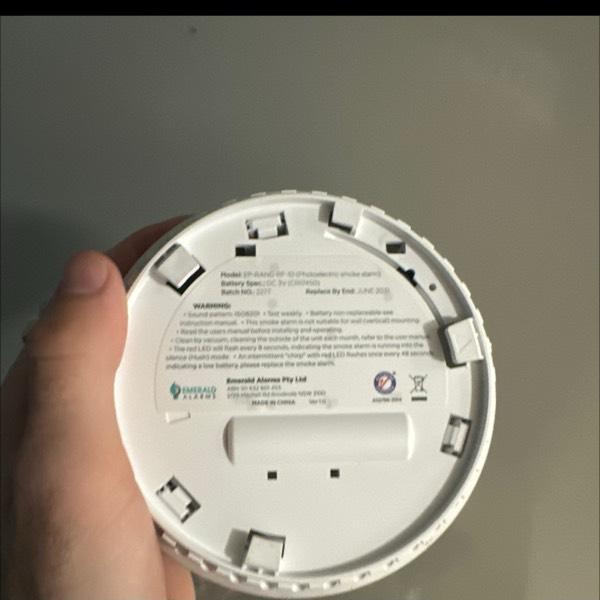 Model: EP-RANG-RF-10 (Photoelectric smoke alarm)
Battery Spec.: DC 3V (CR17450)
Batch NO.: 2277 Replace By End: JUNE 2031
WARNING:
• Sound pattern: ISO8201 • Test weekly • Battery non-replaceable see
instruction manual. • This smoke alarm is not suitable for wall (vertical) mounting.
• Read the users manual before installing and operating.
• Clean by vacuum, cleaning the outside of the unit each month, refer to the user manual.
• The red LED will flash every 8 seconds, indicating the smoke alarm is running into the
silence (Hush) mode. • An intermittent "chirp" with red LED flashes once every 48 seconds
indicating a low battery, please replace the smoke alarm.
EMERALD
ALARMS
Emerald Alarms Pty Ltd
MADE IN CHINA Ver1.0